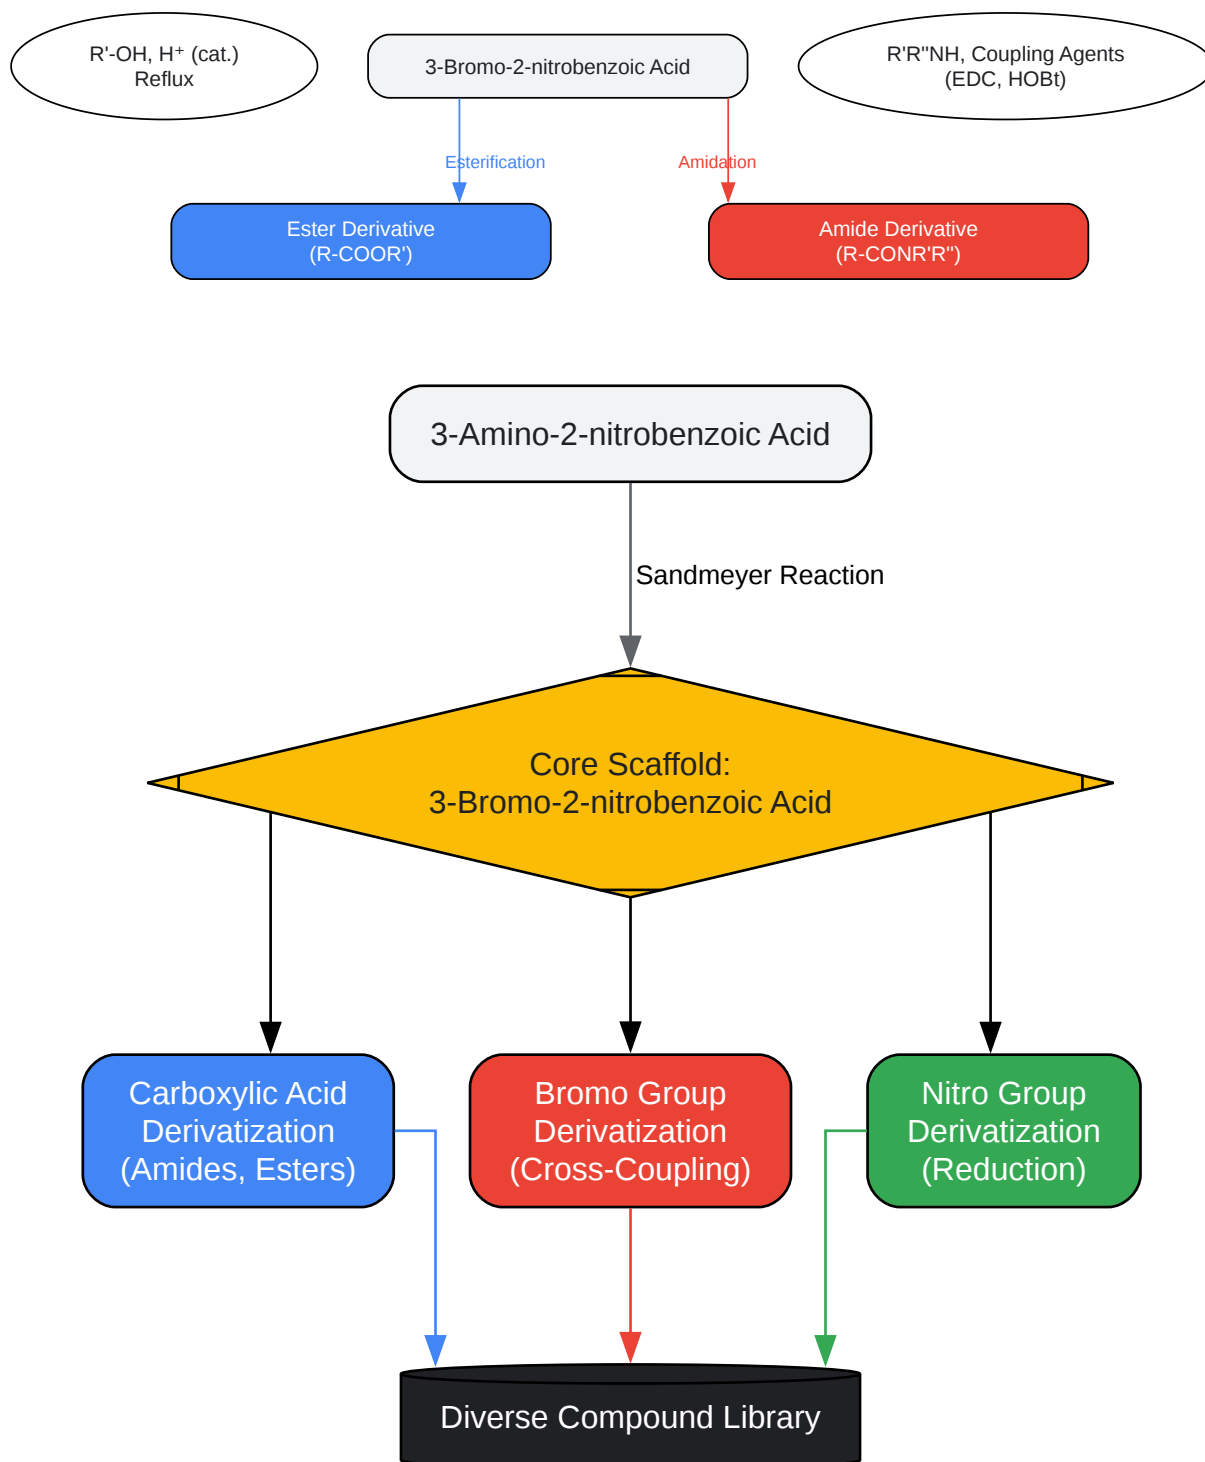 R'-OH, H⁺ (cat.)
Reflux
3-Bromo-2-nitrobenzoic Acid
R'R"NH, Coupling Agents
(EDC, HOBt)
Esterification
Amidation
Ester Derivative
(R-COOR')
Amide Derivative
(R-CONR'R")
3-Amino-2-nitrobenzoic Acid
Sandmeyer Reaction
Core Scaffold:
3-Bromo-2-nitrobenzoic Acid
Carboxylic Acid
Derivatization
(Amides, Esters)
Bromo Group
Derivatization
(Cross-Coupling)
Nitro Group
Derivatization
(Reduction)
Diverse Compound Library